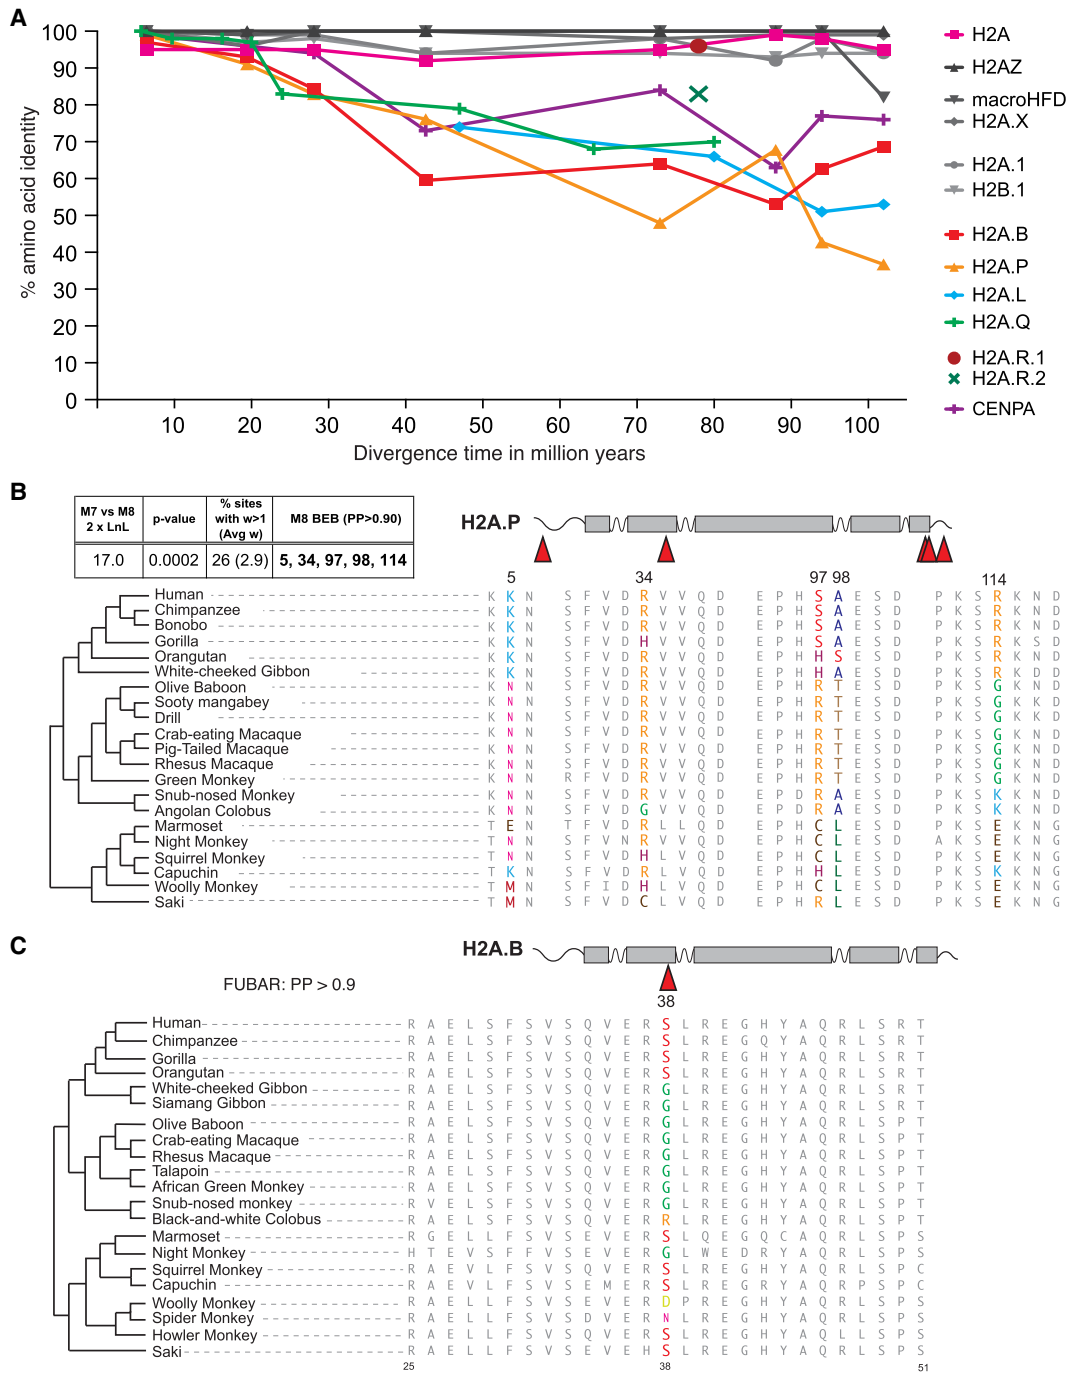 A
100
90
80
70
60
50
40
30
20
10
0
% amino acid identity
10 20 30 40 50 60 70 80 90 100
Divergence time in million years
H2A
H2AZ
macroHFD
H2A.X
H2A.1
H2B.1
H2A.B
H2A.P
H2A.L
H2A.Q
H2A.R.1
H2A.R.2
CENPA
B
M7 vs M8 2 x LnL p-value % sites with w>1 (Avg w) M8 BEB (PP>0.90)
17.0 0.0002 26 (2.9) 5, 34, 97, 98, 114
H2A.P
5 34 97 98 114
Human K K N S F V D R V V Q D E P H S A E S D P K S R K N D
Chimpanzee K K N S F V D R V V Q D E P H S A E S D P K S R K N D
Bonobo K K N S F V D R V V Q D E P H S A E S D P K S R K N D
Gorilla K K N S F V D H V V Q D E P H S A E S D P K S R K S D
Orangutan K K N S F V D R V V Q D E P H H S E S D P K S R K N D
White-cheeked Gibbon K K N S F V D R V V Q D E P H H A E S D P K S R K D D
Olive Baboon K N N S F V D R V V Q D E P H R T E S D P K S G K N D
Sooty mangabey K N N S F V D R V V Q D E P H R T E S D P K S G K K D
Drill K N N S F V D R V V Q D E P H R T E S D P K S G K K D
Crab-eating Macaque K N N S F V D R V V Q D E P H R T E S D P K S G K N D
Pig-Tailed Macaque K N N S F V D R V V Q D E P H R T E S D P K S G K N D
Rhesus Macaque K N N S F V D R V V Q D E P H R T E S D P K S G K N D
Green Monkey K N N R F V D R V V Q D E P H R T E S D P K S G K N D
Snub-nosed Monkey K N N S F V D R V V Q D E P H R A E S D P K S K K N D
Angolan Colobus K N N S F V D G V V Q D E P D R A E S D P K S K K N D
Marmoset T E N T F V D R L L Q D E P H C L E S D P K S E K N G
Night Monkey T N N S F V N R V V Q D E P H C L E S D A K S E K N G
Squirrel Monkey T N N S F V D H L V Q D E P H C L E S D P K S E K N G
Capuchin T K N S F V D R L V Q D E P H H L E S D P K S K K N G
Woolly Monkey T M N S F I D H L V Q D E P H C L E S D P K S E K N G
Saki T M N S F V D C L V Q D E P H R L E S D P K S E K N G
C
H2A.B
FUBAR: PP > 0.9
38
Human R A E L S F S V S Q V E R S L R E G H Y A Q R L S R T
Chimpanzee R A E L S F S V S Q V E R S L R E G Q Y A Q R L S R T
Gorilla R A E L S F S V S Q V E R S L R E G H Y A Q R L S R T
Orangutan R A E L S F S V S Q V E R S L R E G H Y A Q R L S R T
White-cheeked Gibbon R A E L S F S V S Q V E R G L R E G H Y A Q R L S R T
Siamang Gibbon R A E L S F S V S Q V E R G L R E G H Y A Q R L S R T
Olive Baboon R A E L S F S V S Q V E R G L R E G H Y A Q R L S P T
Crab-eating Macaque R A E L S F S V S Q V E R G L R E G H Y A Q R L S P T
Rhesus Macaque R A E L S F S V S Q V E R G L R E G H Y A Q R L S P T
Talapoin R A E L S F S V S Q V E R G L R E G H Y A Q R L S P T
African Green Monkey R A E L S F S V S Q V E R G L R E G H Y A Q R L S P T
Snub-nosed monkey R V E L S F S V S Q V E R G L R E G H Y A Q R L S P T
Black-and-white Colobus R A E L S F S V S Q V E R R L R E G H Y A Q R L S P T
Marmoset R G E L S F S V S E V E R S L Q E G Q C A Q R L S P S
Night Monkey H T E V S F F V S E V E R G L W E D R Y A Q R L S P S
Squirrel Monkey R A E V L F S V S Q V E R S L R E G H Y A Q R L S P C
Capuchin R A E V L F S V S E M E R S L R E G R Y A Q R P S P C
Woolly Monkey R A E L L F S V S E V E R D P R E G H Y A Q R L S P S
Spider Monkey R A E L L F S V S D V E R N L R E G H Y A Q R L S P S
Howler Monkey R A E L L F S V S Q V E R S L R E G H Y A Q L L S P S
Saki R A E L L F S V S E V H S L R E G H Y A Q R L S P S
25 38 51